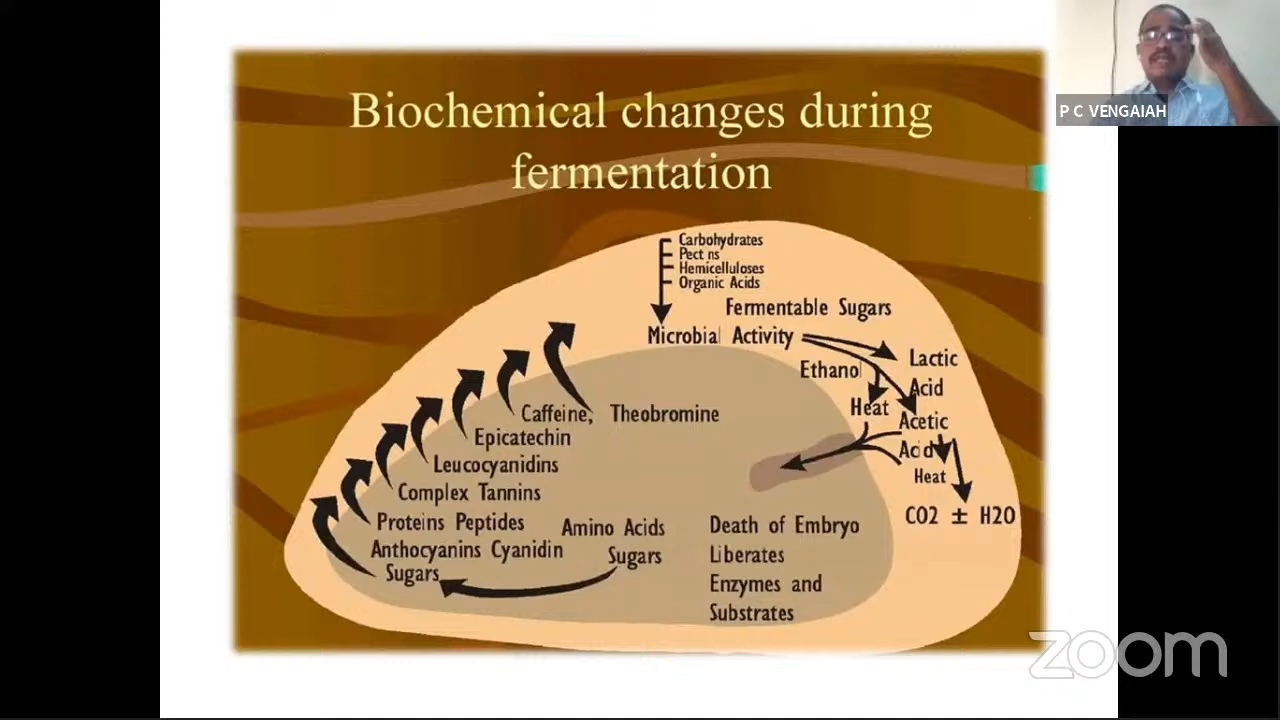 Biochemical changes during
fermentation
P C VENGAIAH
Carbohydrates
Pect ns
Hemicelluloses
Organic Acids
Fermentable Sugars
Microbial Activity
Lactic
Acid
Ethanol
Heat
Acetic
Acid
Heat
CO2 ± H2O
Caffeine, Theobromine
Epicatechin
Leucocyanidins
Complex Tannins
Proteins Peptides
Amino Acids
Anthocyanins Cyanidin
Sugars
Sugars
Death of Embryo
Liberates
Enzymes and
Substrates
zoom